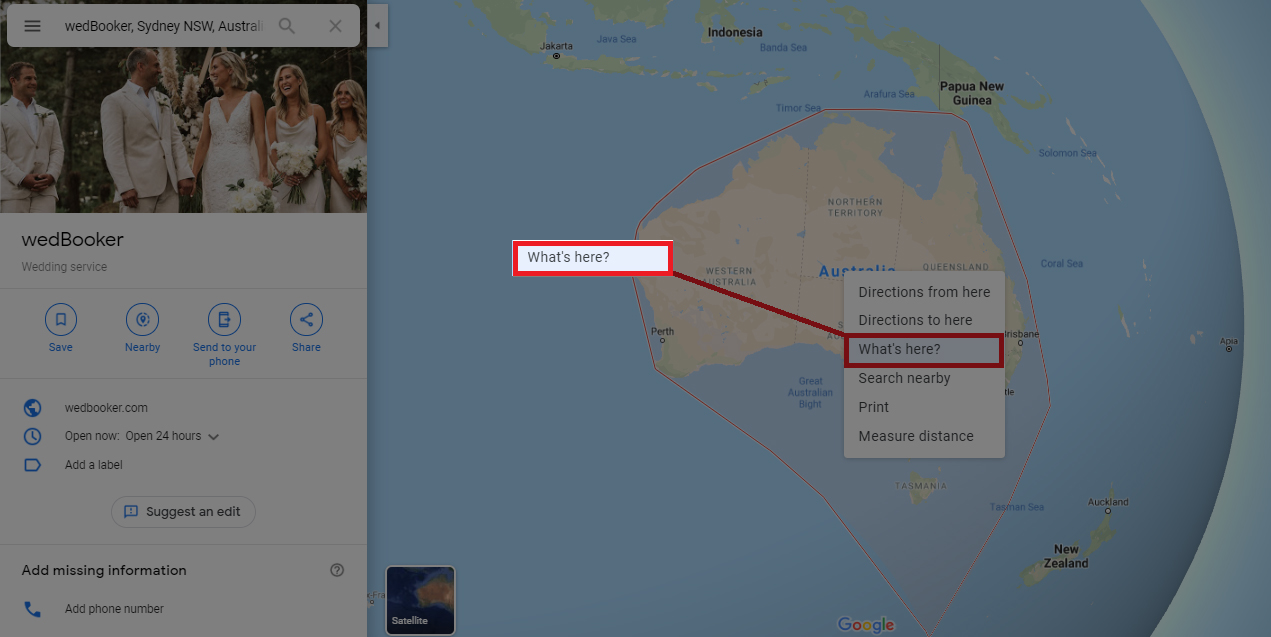 wedBooker, Sydney NSW, Australi
wedBooker
Wedding service
Save
Nearby
Send to your
phone
Share
wedbooker.com
Open now: Open 24 hours
Add a label
Suggest an edit
Add missing information
Add phone number
Satellite
Jakarta
Java Sea
Indonesia
Banda Sea
Papua New
Guinea
Arafura Sea
Timor Sea
Solomon Sea
NORTHERN
TERRITORY
WESTERN
AUSTRALIA
Australia
QUEENSLAND
Coral Sea
What's here?
Directions from here
Directions to here
What's here?
Search nearby
Print
Measure distance
Perth
risbane
Apia
Great
Australian
Bight
tle
TASMANIA
Tasman Sea
Auckland
New
Zealand
Google